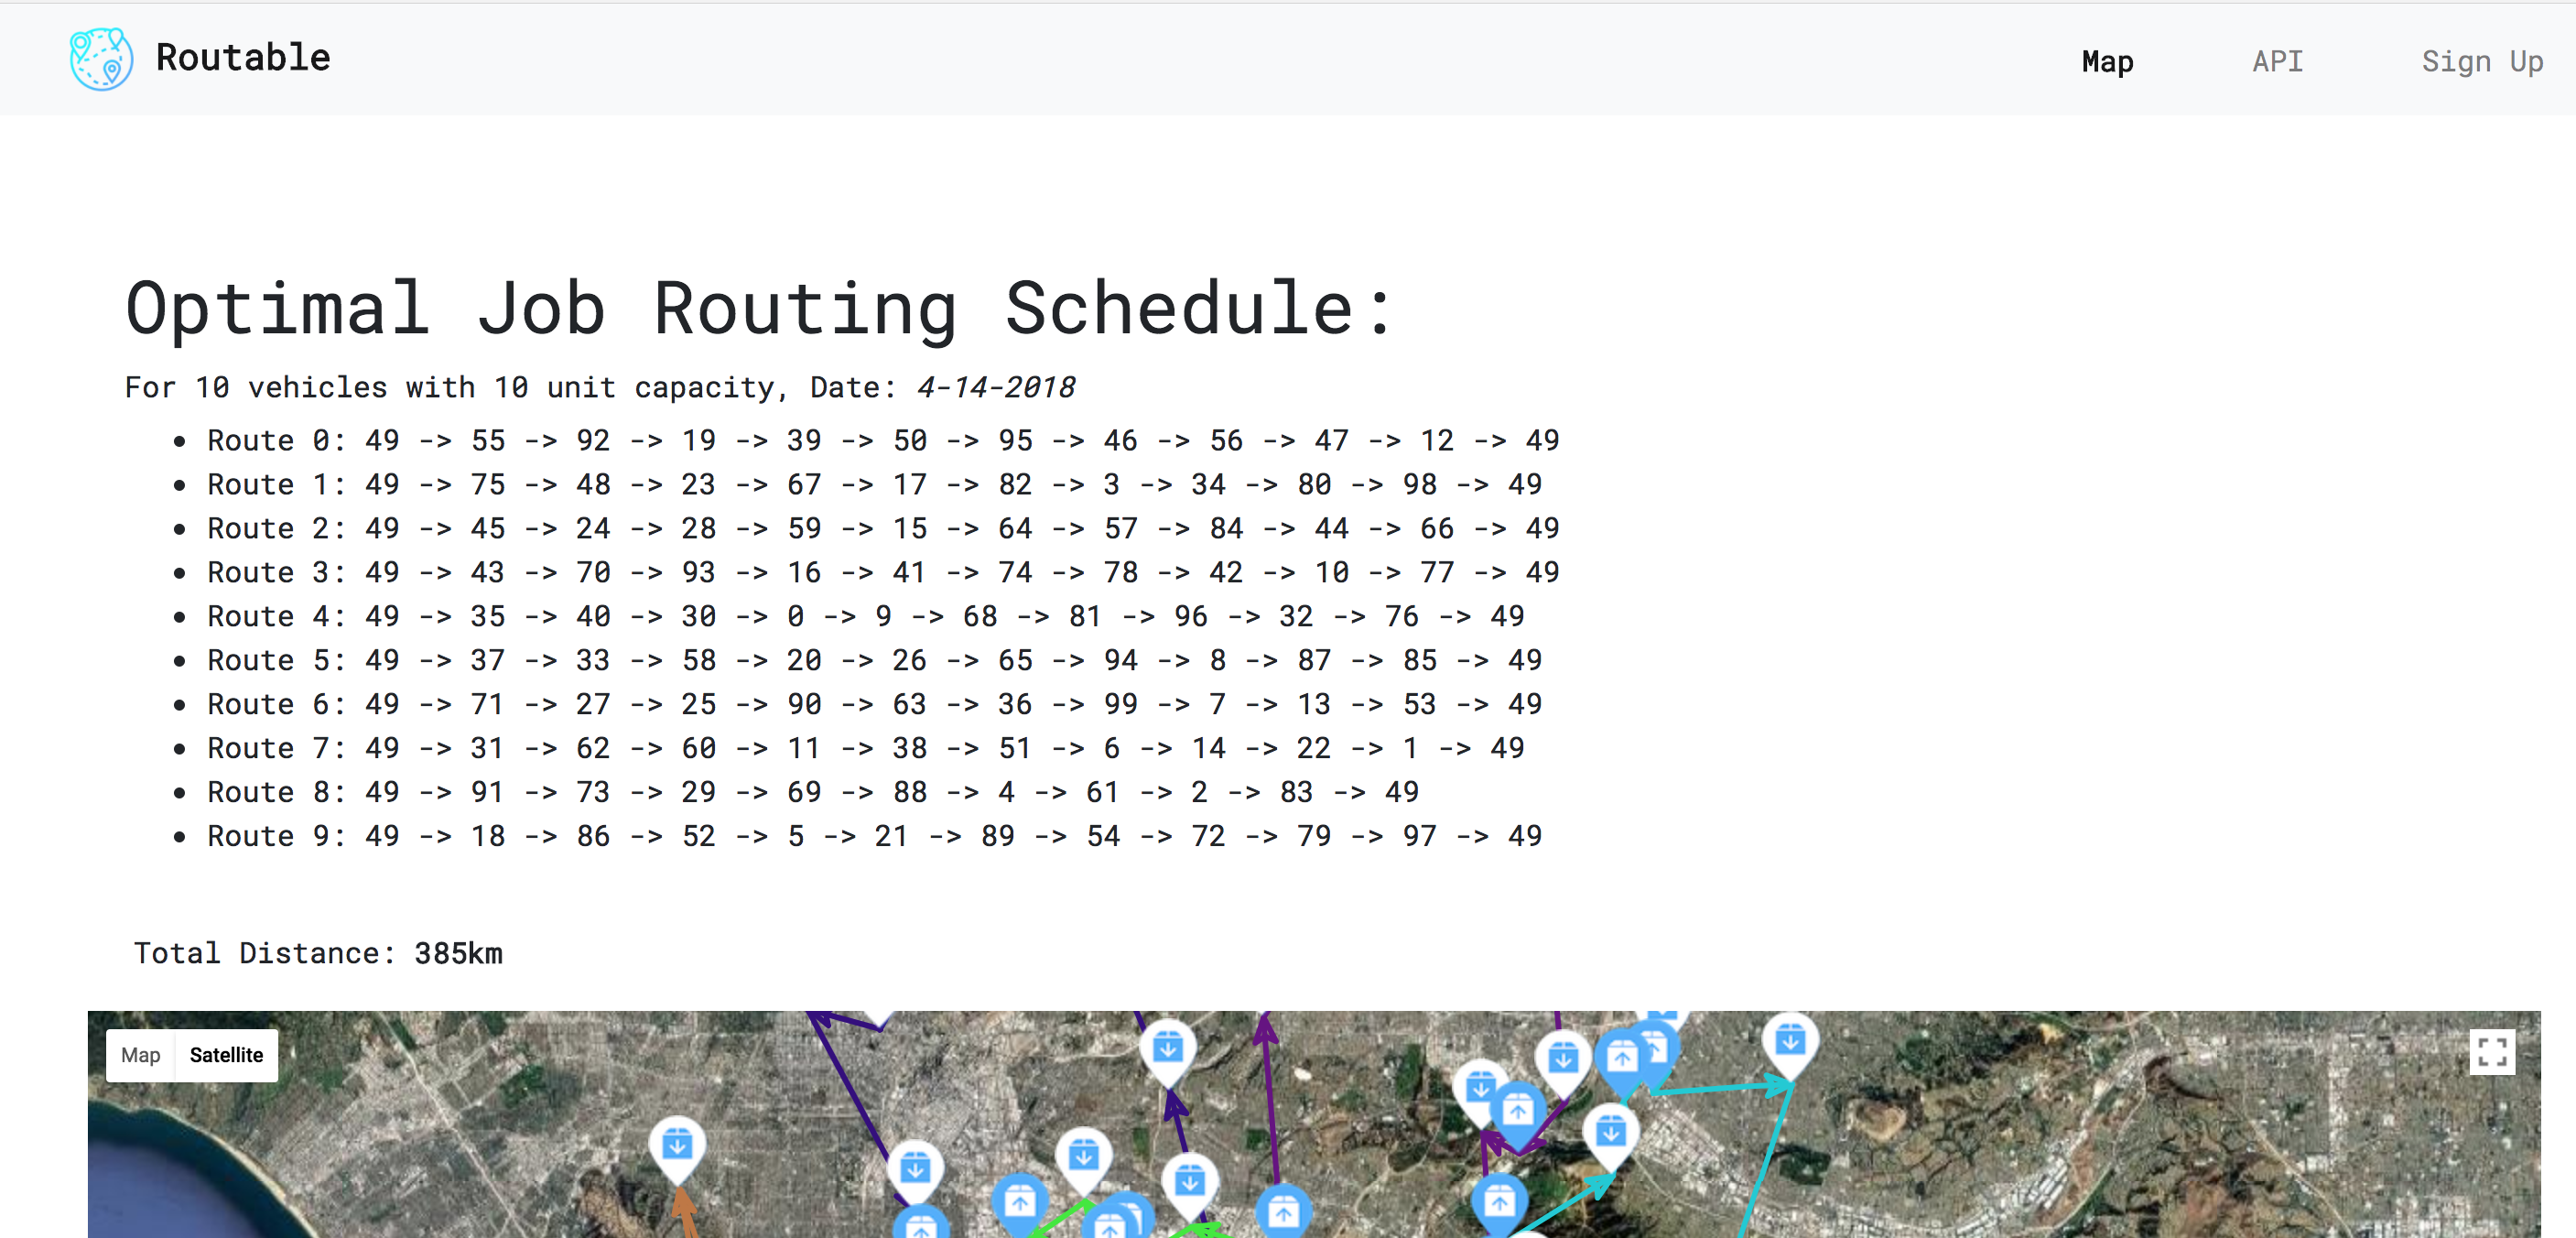 Routable
Map API Sign Up
Optimal Job Routing Schedule:
For 10 vehicles with 10 unit capacity, Date: 4-14-2018
• Route 0: 49 -> 55 -> 92 -> 19 -> 39 -> 50 -> 95 -> 46 -> 56 -> 47 -> 12 -> 49
• Route 1: 49 -> 75 -> 48 -> 23 -> 67 -> 17 -> 82 -> 3 -> 34 -> 80 -> 98 -> 49
• Route 2: 49 -> 45 -> 24 -> 28 -> 59 -> 15 -> 64 -> 57 -> 84 -> 44 -> 66 -> 49
• Route 3: 49 -> 43 -> 70 -> 93 -> 16 -> 41 -> 74 -> 78 -> 42 -> 10 -> 77 -> 49
• Route 4: 49 -> 35 -> 40 -> 30 -> 0 -> 9 -> 68 -> 81 -> 96 -> 32 -> 76 -> 49
• Route 5: 49 -> 37 -> 33 -> 58 -> 20 -> 26 -> 65 -> 94 -> 8 -> 87 -> 85 -> 49
• Route 6: 49 -> 71 -> 27 -> 25 -> 90 -> 63 -> 36 -> 99 -> 7 -> 13 -> 53 -> 49
• Route 7: 49 -> 31 -> 62 -> 60 -> 11 -> 38 -> 51 -> 6 -> 14 -> 22 -> 1 -> 49
• Route 8: 49 -> 91 -> 73 -> 29 -> 69 -> 88 -> 4 -> 61 -> 2 -> 83 -> 49
• Route 9: 49 -> 18 -> 86 -> 52 -> 5 -> 21 -> 89 -> 54 -> 72 -> 79 -> 97 -> 49
Total Distance: 385km
Map Satellite